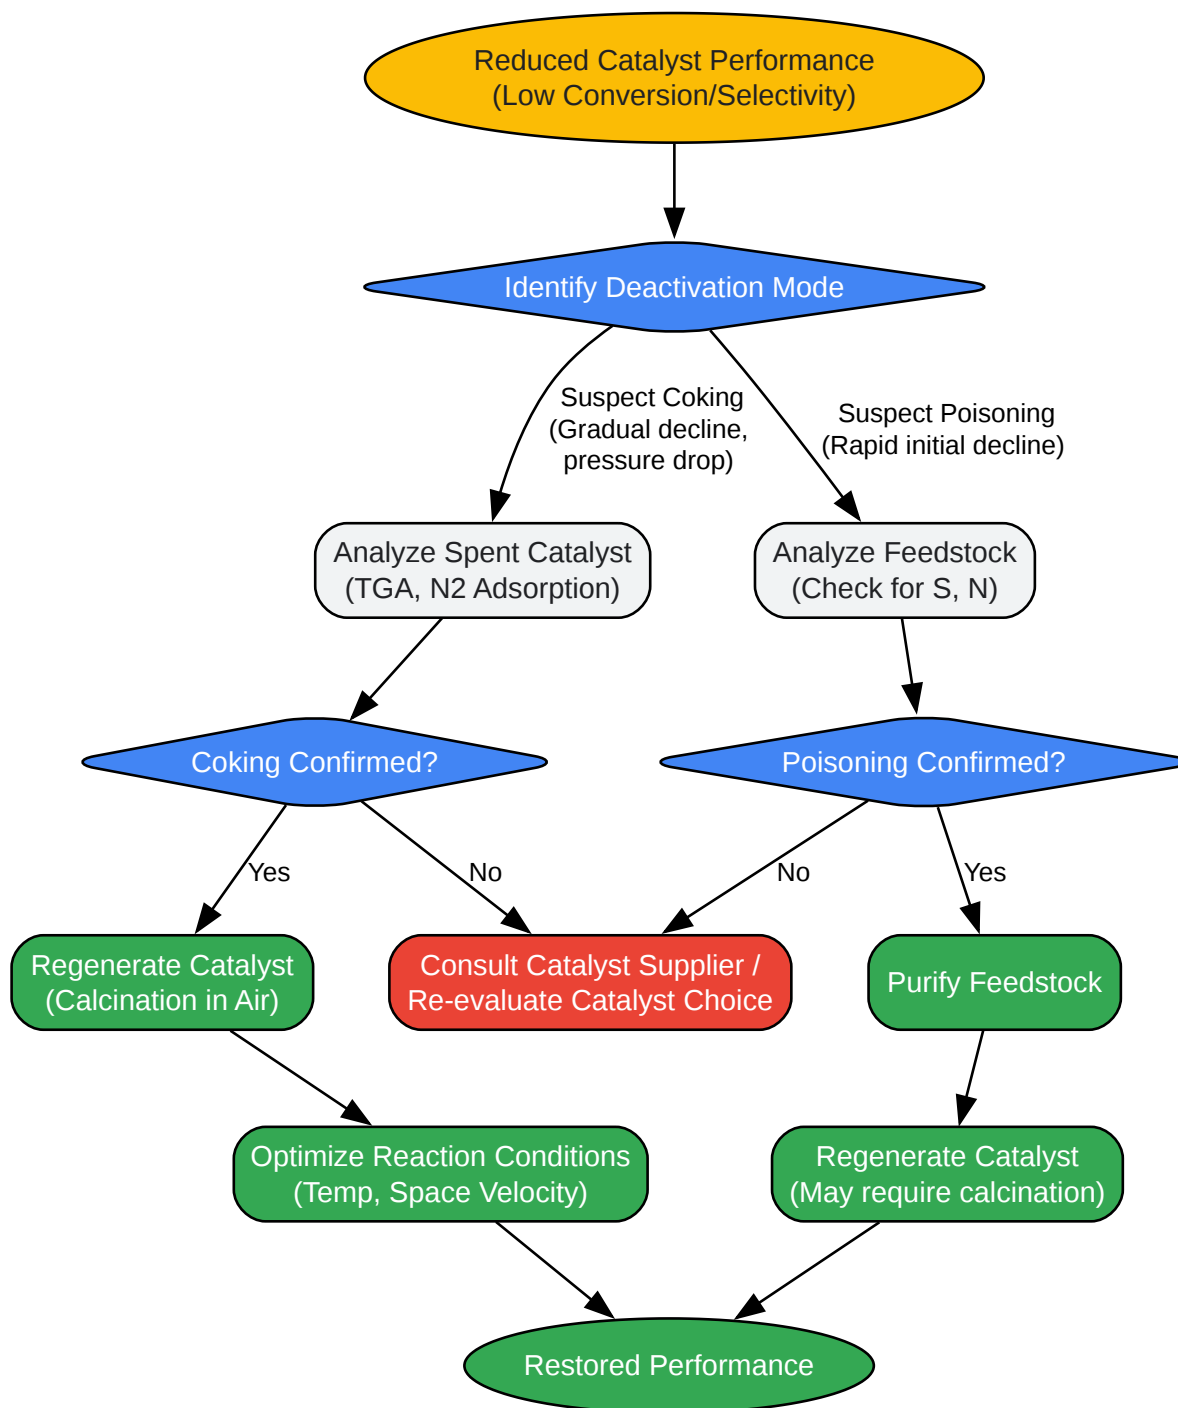 Reduced Catalyst Performance
(Low Conversion/Selectivity)
Identify Deactivation Mode
Suspect Coking
(Gradual decline,
pressure drop)
Suspect Poisoning
(Rapid initial decline)
Analyze Spent Catalyst
(TGA, N2 Adsorption)
Analyze Feedstock
(Check for S, N)
Coking Confirmed?
Poisoning Confirmed?
Yes
No
No
Yes
Regenerate Catalyst
(Calcination in Air)
Consult Catalyst Supplier /
Re-evaluate Catalyst Choice
Purify Feedstock
Optimize Reaction Conditions
(Temp, Space Velocity)
Regenerate Catalyst
(May require calcination)
Restored Performance